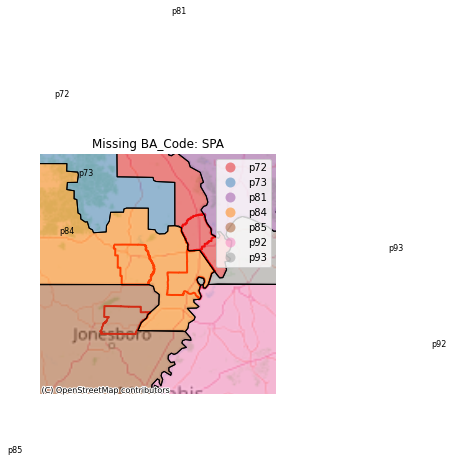 p81
p72
Missing BA_Code: SPA
p73
p72
p73
p81
p84
p85
p92
p93
p84
p93
Jonesboro
p92
(C) OpenStreetMap contributors
p85